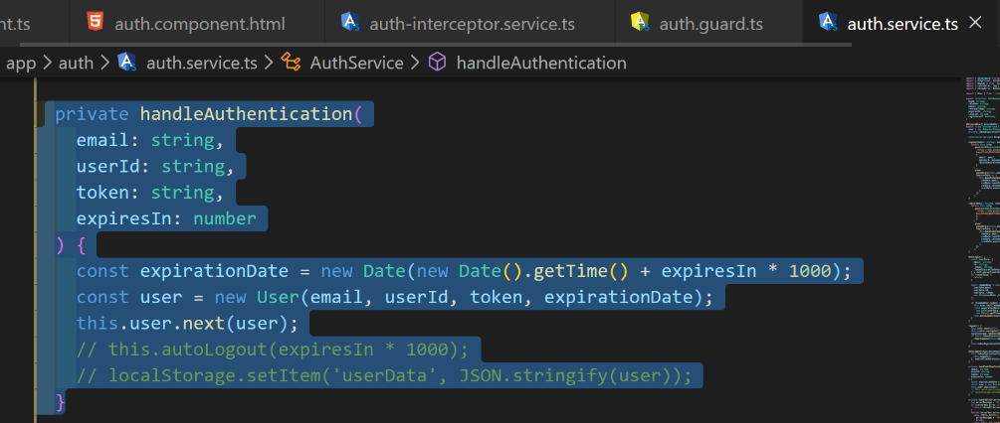 nt.ts auth.component.html auth-interceptor.service.ts auth.guard.ts auth.service.ts
app > auth > auth.service.ts > AuthService > handleAuthentication
private handleAuthentication(
email: string,
userId: string,
token: string,
expiresIn: number
) {
const expirationDate = new Date(new Date().getTime() + expiresIn * 1000);
const user = new User(email, userId, token, expirationDate);
this.user.next(user);
// this.autoLogout(expiresIn * 1000);
// localStorage.setItem('userData', JSON.stringify(user));
}